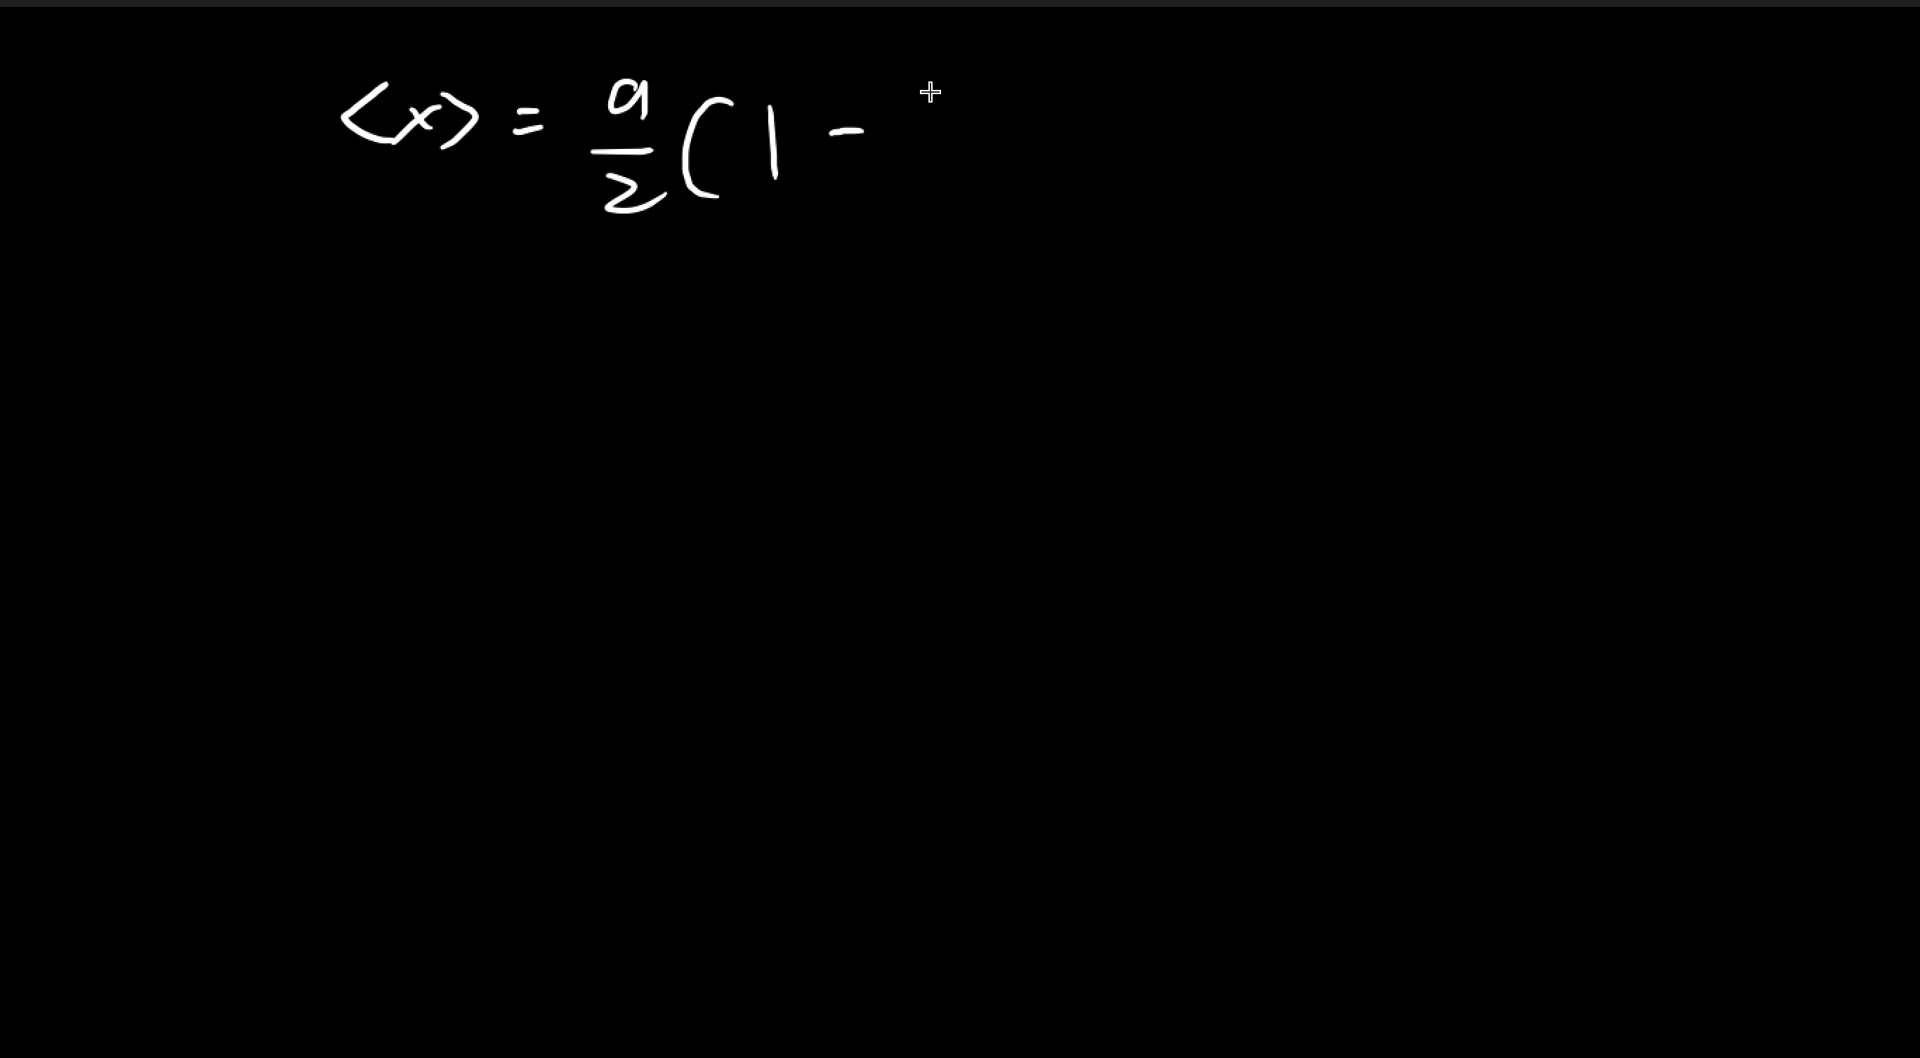 <x> = a/2 ( 1 -